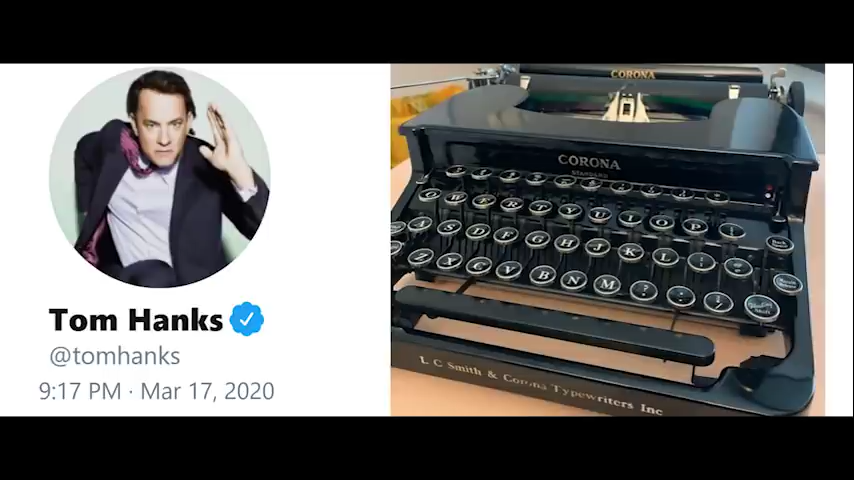 Tom Hanks
@tomhanks
9:17 PM · Mar 17, 2020
CORONA
CORONA
STANDARD
Q W E R T Y U I O P
A S D F G H J K L
Z X C V B N M
L C Smith & Corona Typewriters Inc